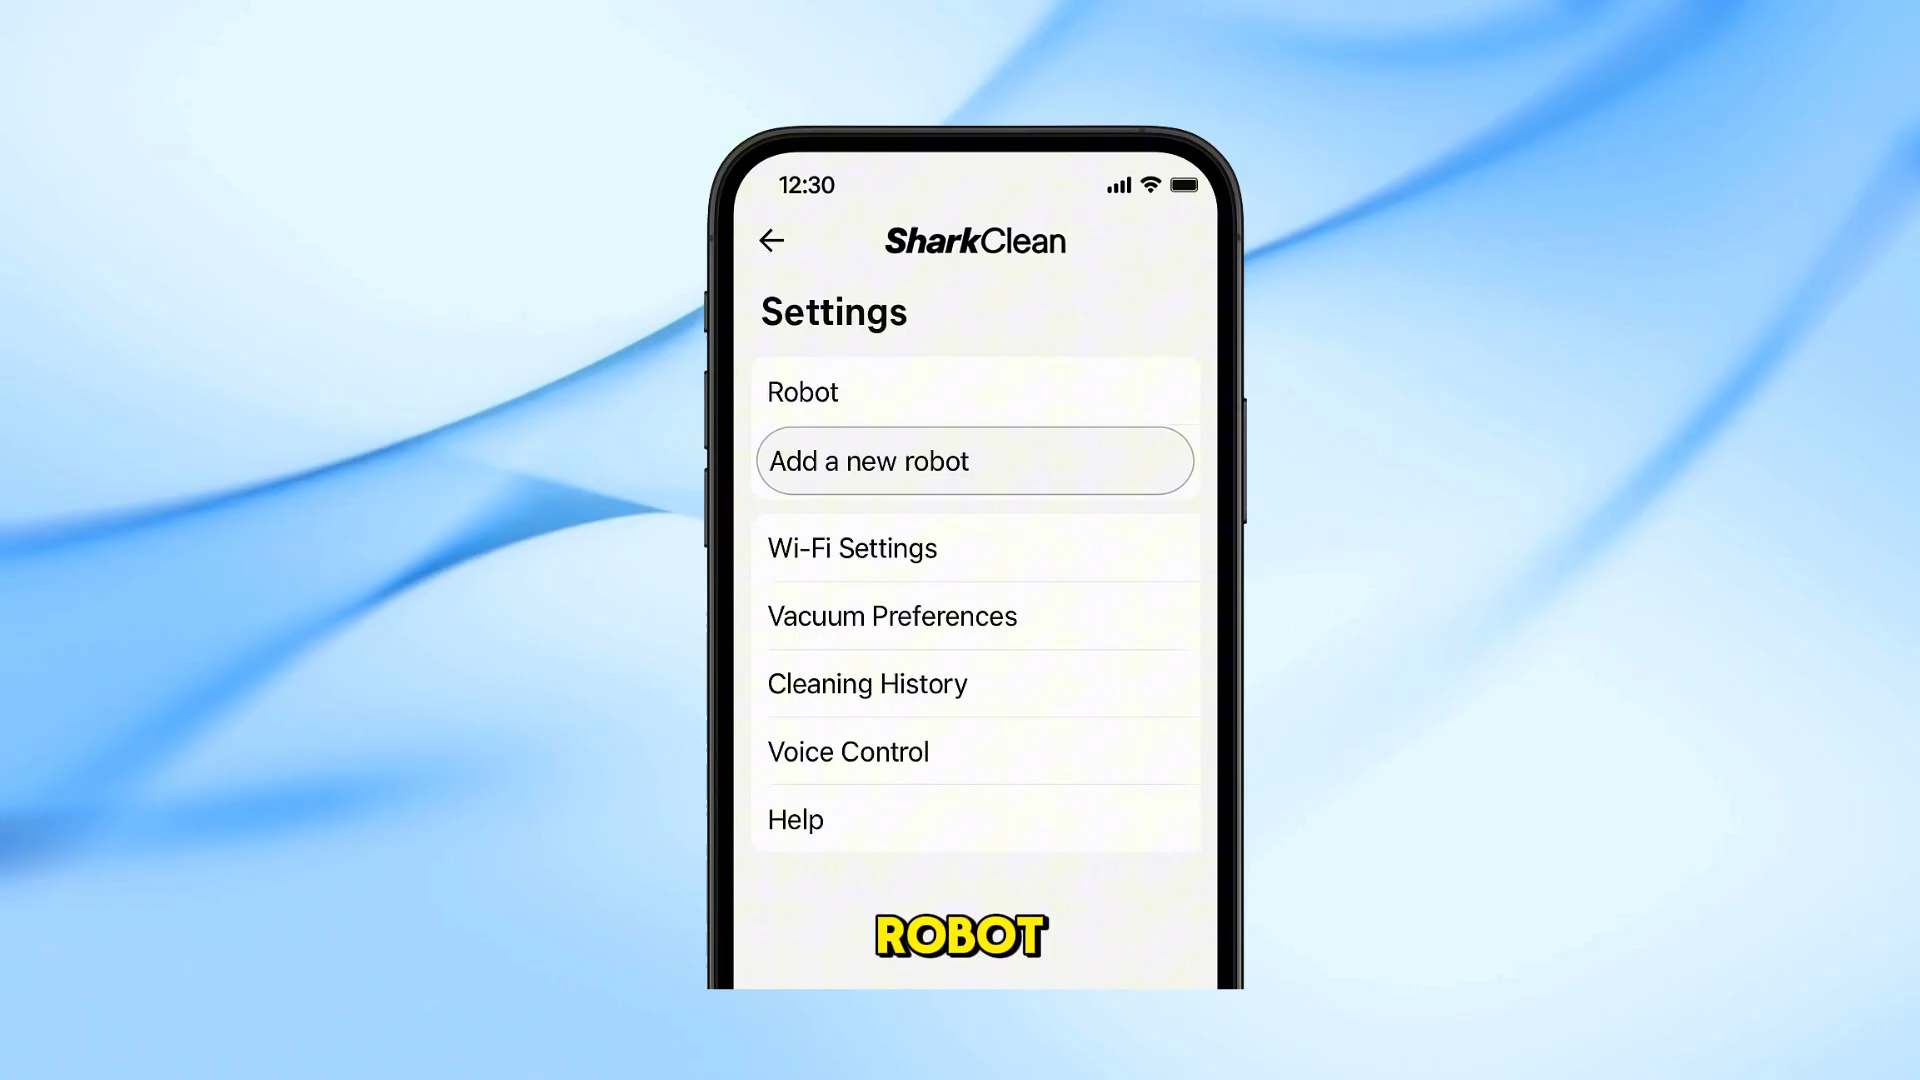 12:30
SharkClean
Settings
Robot
Add a new robot
Wi-Fi Settings
Vacuum Preferences
Cleaning History
Voice Control
Help
ROBOT